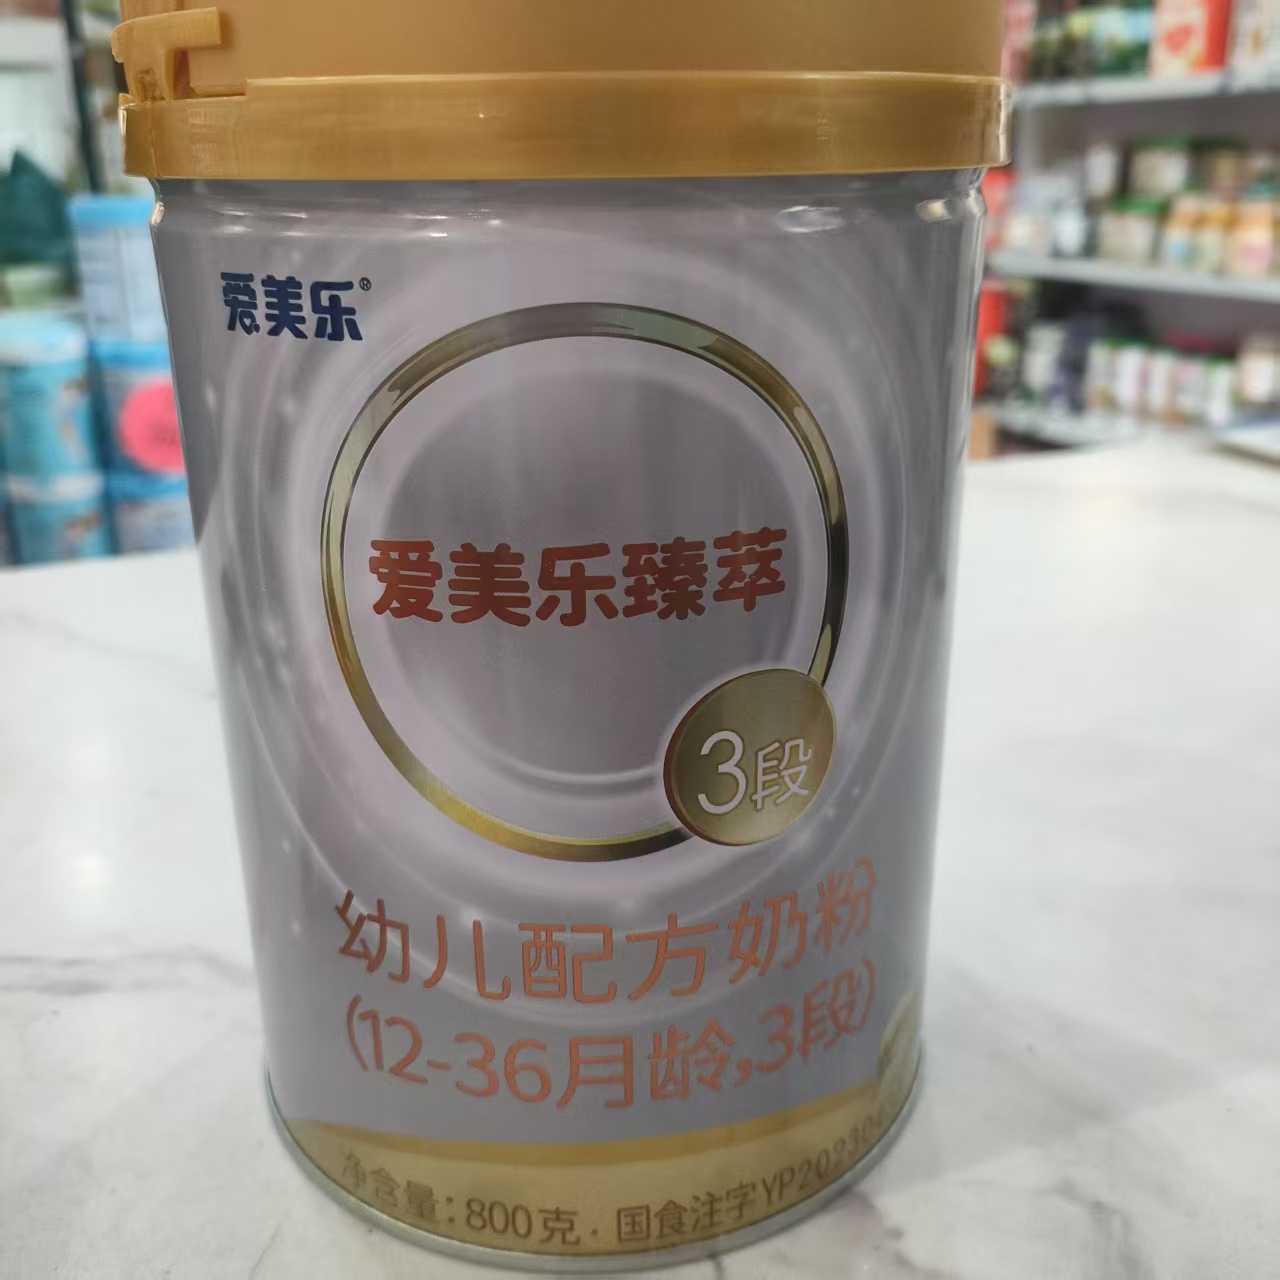 爱美乐®
爱美乐臻萃
3段
幼儿配方奶粉
(12-36月龄,3段)
净含量:800克·国食注字YP202304